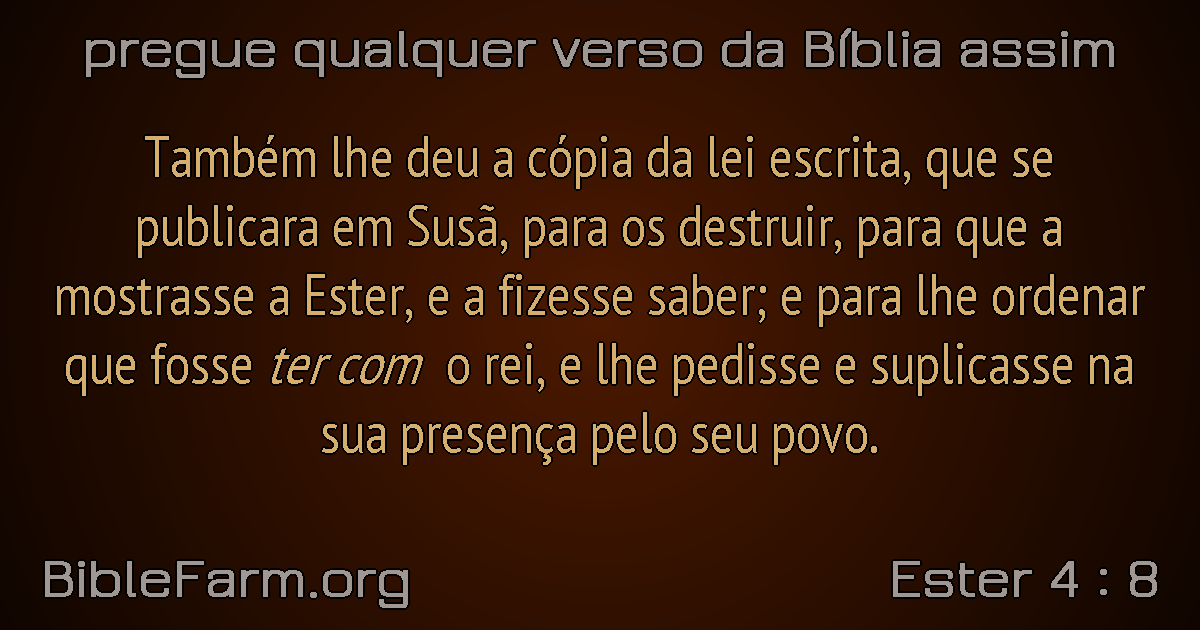 pregue qualquer verso da Bíblia assim
Também lhe deu a cópia da lei escrita, que se
publicara em Susã, para os destruir, para que a
mostrasse a Ester, e a fizesse saber; e para lhe ordenar
que fosse ter com o rei, e lhe pedisse e suplicasse na
sua presença pelo seu povo.
BibleFarm.org
Ester 4 : 8